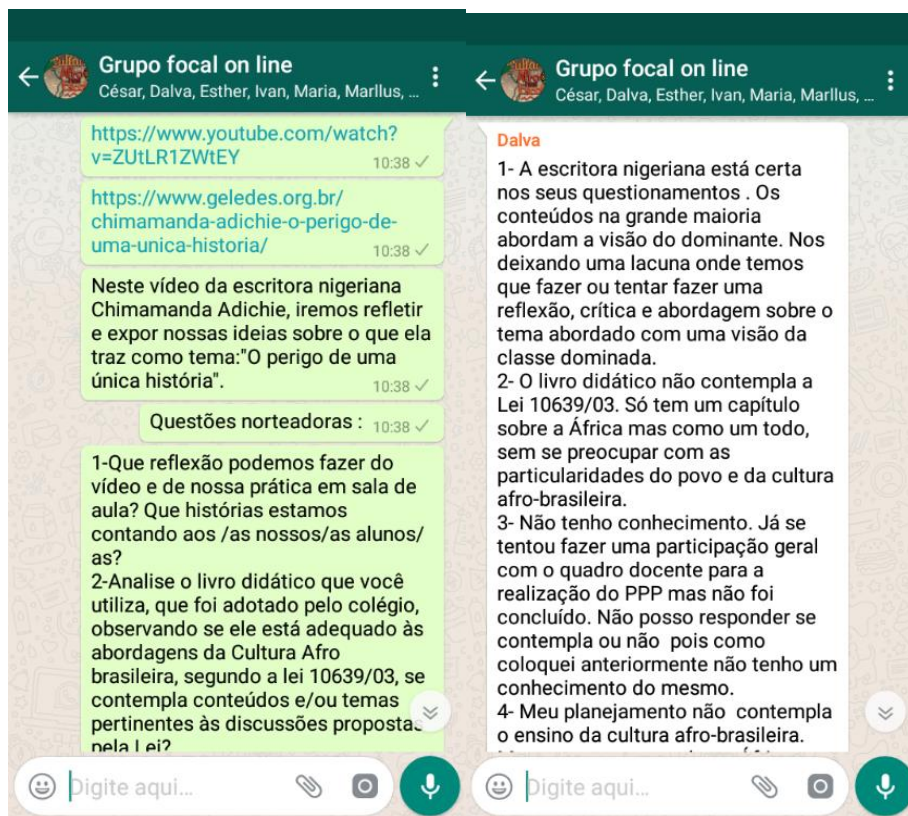 Grupo focal on line
César, Dalva, Esther, Ivan, Maria, Marllus, ...
https://www.youtube.com/watch?
v=ZUtLR1ZWtEY
10:38
https://www.geledes.org.br/
chimamanda-adichie-o-perigo-de-
uma-unica-historia/
10:38
Neste vídeo da escritora nigeriana
Chimamanda Adichie, iremos refletir
e expor nossas ideias sobre o que ela
traz como tema:"O perigo de uma
única história".
10:38
Questões norteadoras : 10:38
1-Que reflexão podemos fazer do
vídeo e de nossa prática em sala de
aula? Que histórias estamos
contando aos /as nossos/as alunos/
as?
2-Analise o livro didático que você
utiliza, que foi adotado pelo colégio,
observando se ele está adequado às
abordagens da Cultura Afro
brasileira, segundo a lei 10639/03, se
contempla conteúdos e/ou temas
pertinentes às discussões propostas
pela Lei?
Digite aqui...
Grupo focal on line
César, Dalva, Esther, Ivan, Maria, Marllus, ...
Dalva
1- A escritora nigeriana está certa
nos seus questionamentos . Os
conteúdos na grande maioria
abordam a visão do dominante. Nos
deixando uma lacuna onde temos
que fazer ou tentar fazer uma
reflexão, crítica e abordagem sobre o
tema abordado com uma visão da
classe dominada.
2- O livro didático não contempla a
Lei 10639/03. Só tem um capítulo
sobre a África mas como um todo,
sem se preocupar com as
particularidades do povo e da cultura
afro-brasileira.
3- Não tenho conhecimento. Já se
tentou fazer uma participação geral
com o quadro docente para a
realização do PPP mas não foi
concluído. Não posso responder se
contempla ou não  pois como
coloquei anteriormente não tenho um
conhecimento do mesmo.
4- Meu planejamento não  contempla
o ensino da cultura afro-brasileira.
Digite aqui...